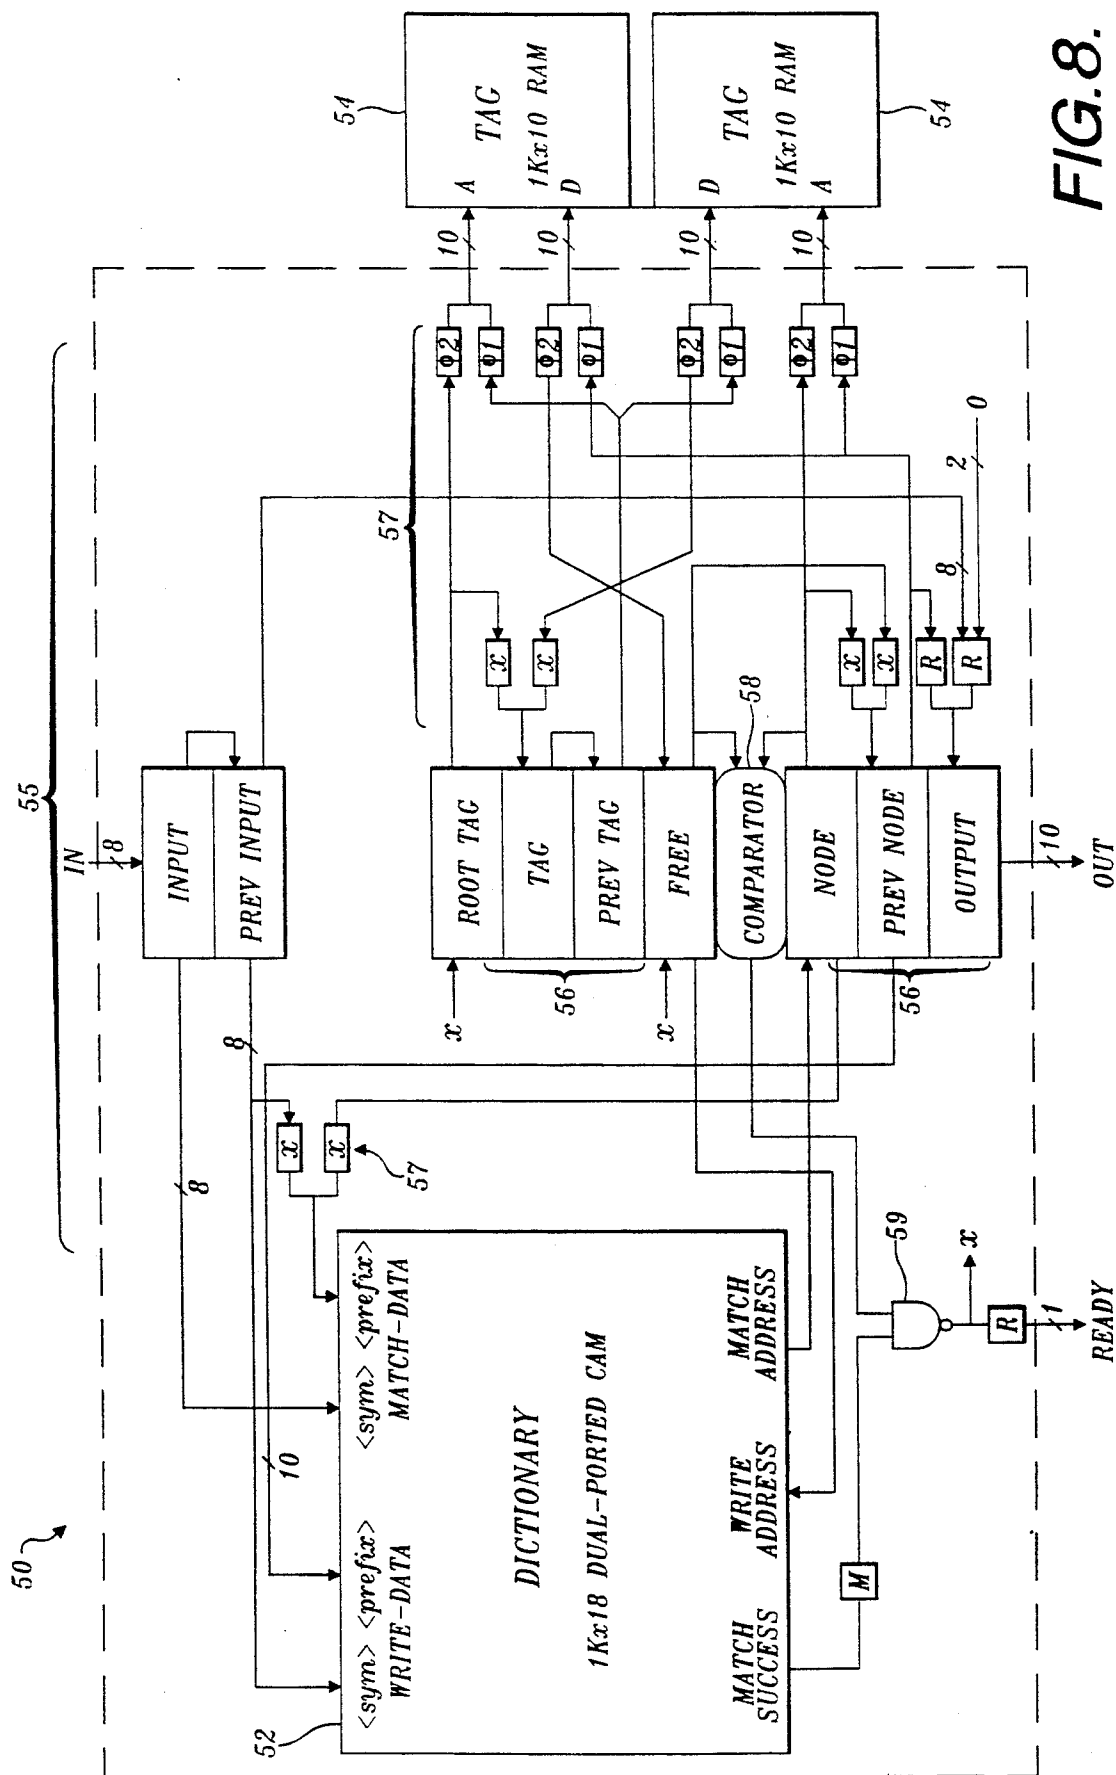 FIG.8.
50
55
IN
8
INPUT
PREV INPUT
8
8
10
x
x
57
52
<sym> <prefix>
WRITE-DATA
<sym> <prefix>
MATCH-DATA
DICTIONARY
1Kx18 DUAL-PORTED CAM
MATCH
SUCCESS
WRITE
ADDRESS
MATCH
ADDRESS
M
59
x
R
1
READY
x
ROOT TAG
TAG
PREV TAG
56
x
FREE
COMPARATOR
58
NODE
PREV NODE
OUTPUT
56
10
OUT
57
x
x
x
x
R
R
8
2
0
Φ2
Φ1
Φ2
Φ1
Φ2
Φ1
Φ2
Φ1
10
10
10
10
54
A
TAG
1Kx10 RAM
D
D
TAG
1Kx10 RAM
A
54